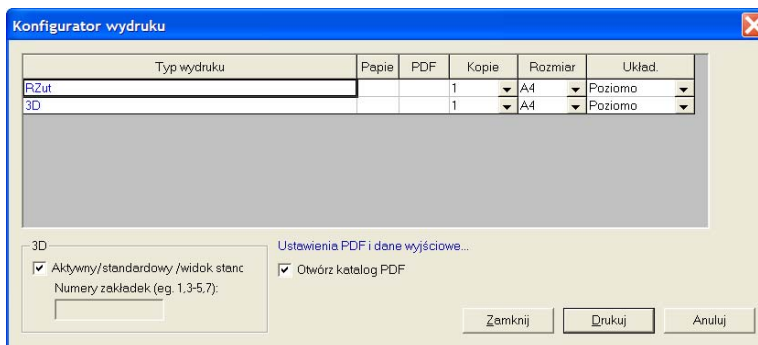 Konfigurator wydruku
Typ wydruku Papie PDF Kopie Rozmiar Układ.
RZut 1 A4 Poziomo
3D 1 A4 Poziomo
3D
Aktywny/standardowy /widok stanc
Numery zakładek (eg. 1,3-5,7):
Ustawienia PDF i dane wyjściowe...
Otwórz katalog PDF
Zamknij Drukuj Anuluj